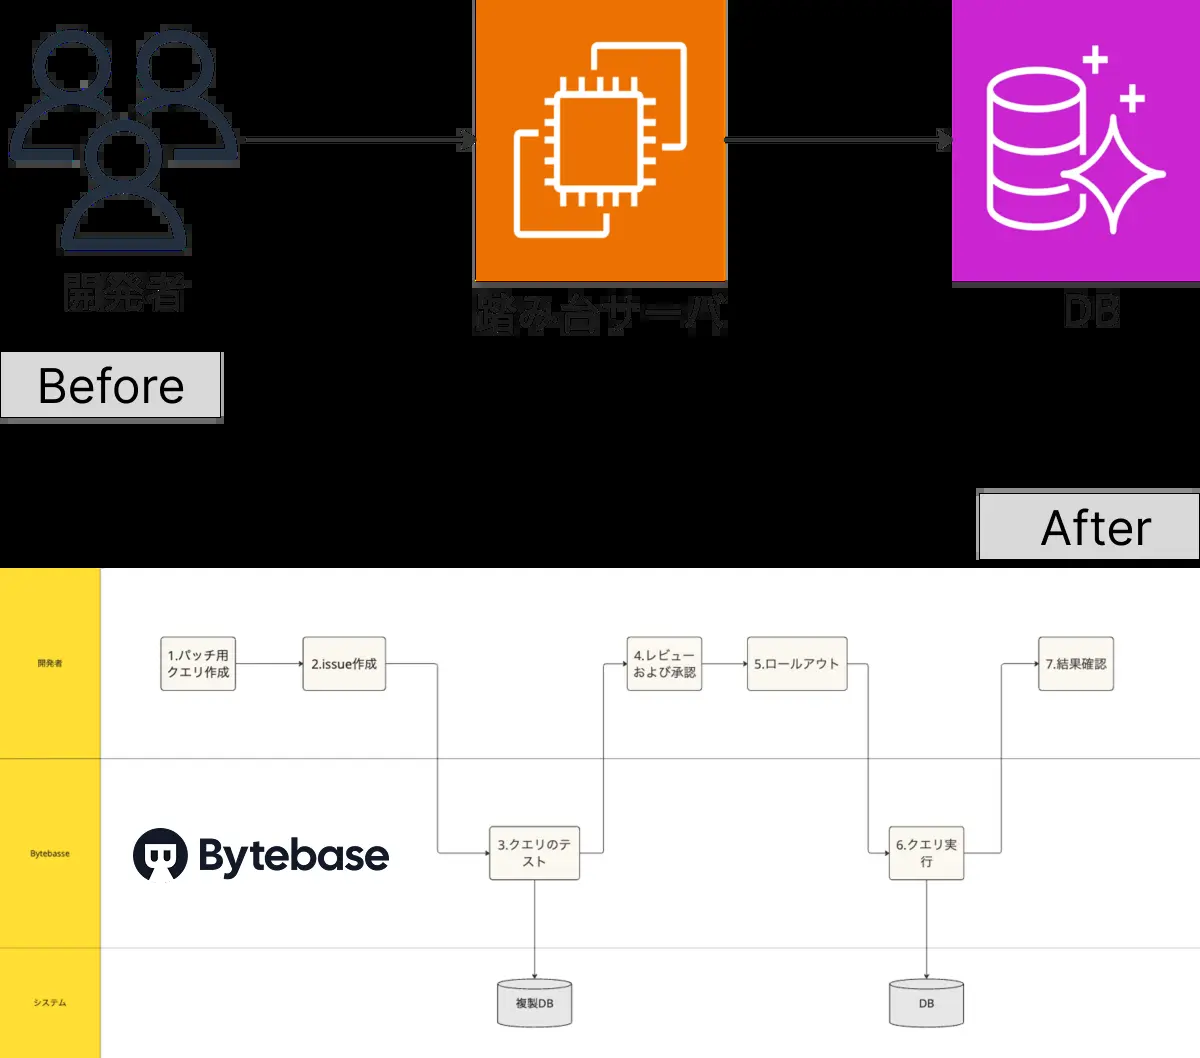 開発者
踏み台サーバ
DB
Before
After
開発者
1.パッチ用
クエリ作成
2.issue作成
4.レビュー
および承認
5.ロールアウト
7.結果確認
Bytebasse
Bytebase
3.クエリのテ
スト
6.クエリ実
行
システム
複製DB
DB